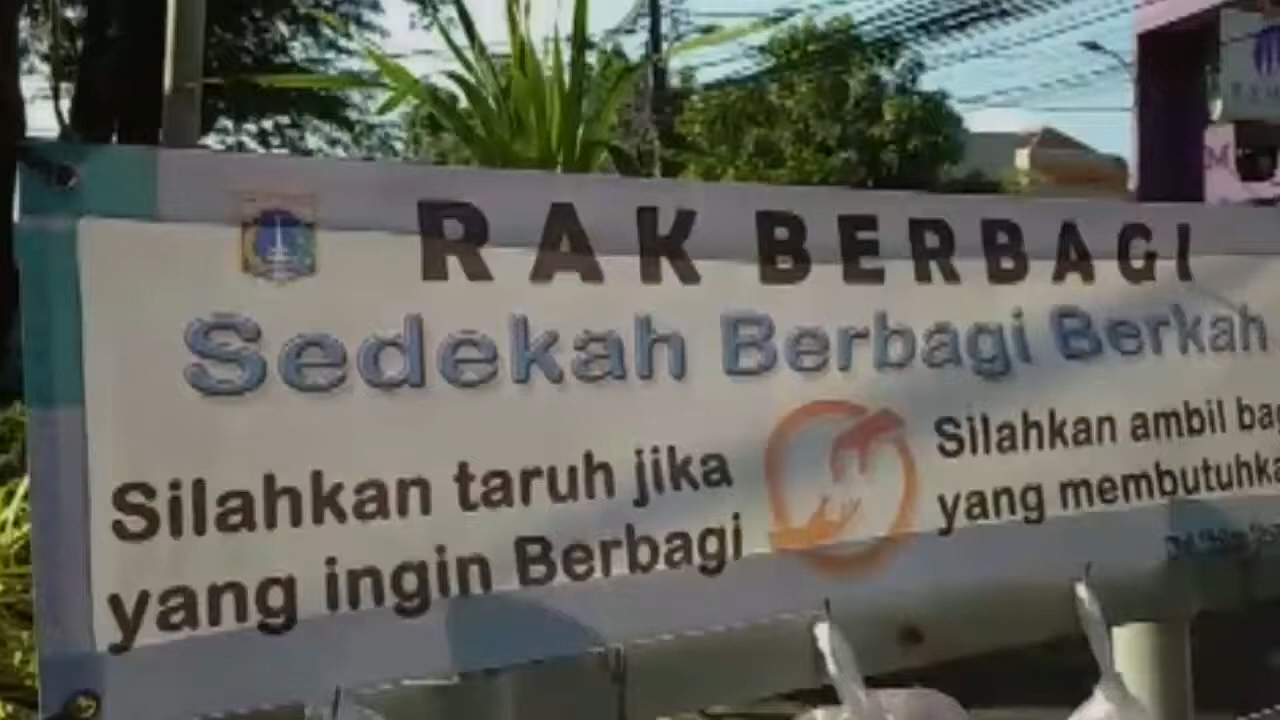 RAK BERBAGI
Sedekah Berbagi Berkah
Silahkan taruh jika
yang ingin Berbagi
Silahkan ambil bag
yang membutuhka